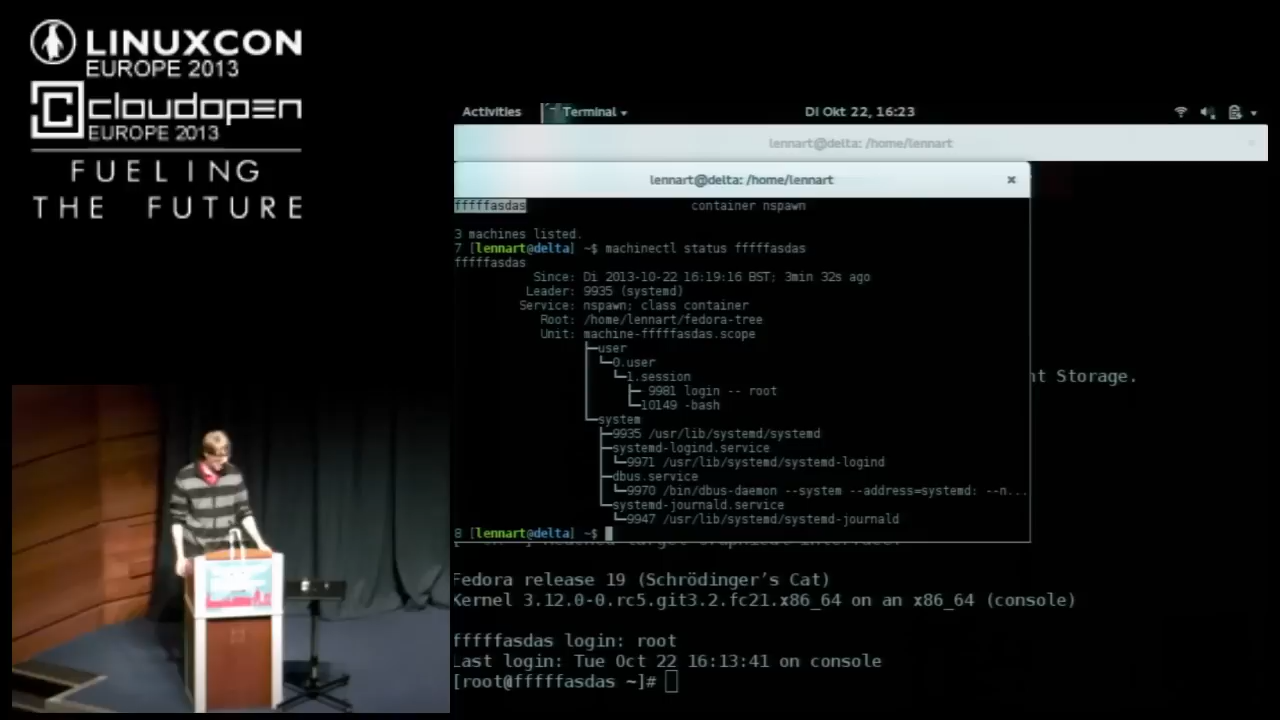 LINUXCON
EUROPE 2013
cloudopen
EUROPE 2013
FUELING
THE FUTURE
Activities
Terminal
Di Okt 22, 16:23
lennart@delta: /home/lennart
lennart@delta: /home/lennart
fffffasdas container nspawn
3 machines listed.
7 [lennart@delta] ~$ machinectl status fffffasdas
fffffasdas
Since: Di 2013-10-22 16:19:16 BST; 3min 32s ago
Leader: 9935 (systemd)
Service: nspawn; class container
Root: /home/lennart/fedora-tree
Unit: machine-fffffasdas.scope
├─user
│ └─0.user
│ └─1.session
│ ├─ 9981 login -- root
│ └─10149 -bash
└─system
├─9935 /usr/lib/systemd/systemd
├─systemd-logind.service
│ └─9971 /usr/lib/systemd/systemd-logind
├─dbus.service
│ └─9970 /bin/dbus-daemon --system --address=systemd: --n...
└─systemd-journald.service
└─9947 /usr/lib/systemd/systemd-journald
8 [lennart@delta] ~$
nt Storage.
Fedora release 19 (Schrödinger's Cat)
Kernel 3.12.0-0.rc5.git3.2.fc21.x86_64 on an x86_64 (console)
fffffasdas login: root
Last login: Tue Oct 22 16:13:41 on console
[root@fffffasdas ~]#